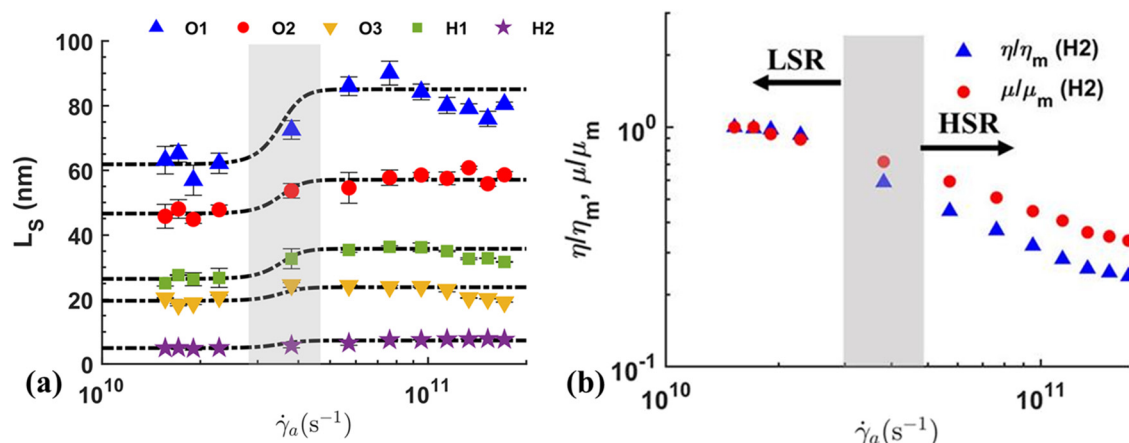 O1 O2 O3 H1 H2
100
80
60
40
20
0
L_S (nm)
10^10 10^11
γ̇_a(s^−1)
(a)
LSR
η/η_m (H2)
μ/μ_m (H2)
HSR
10^0
10^-1
η/η_m, μ/μ_m
10^10 10^11
γ̇_a(s^−1)
(b)